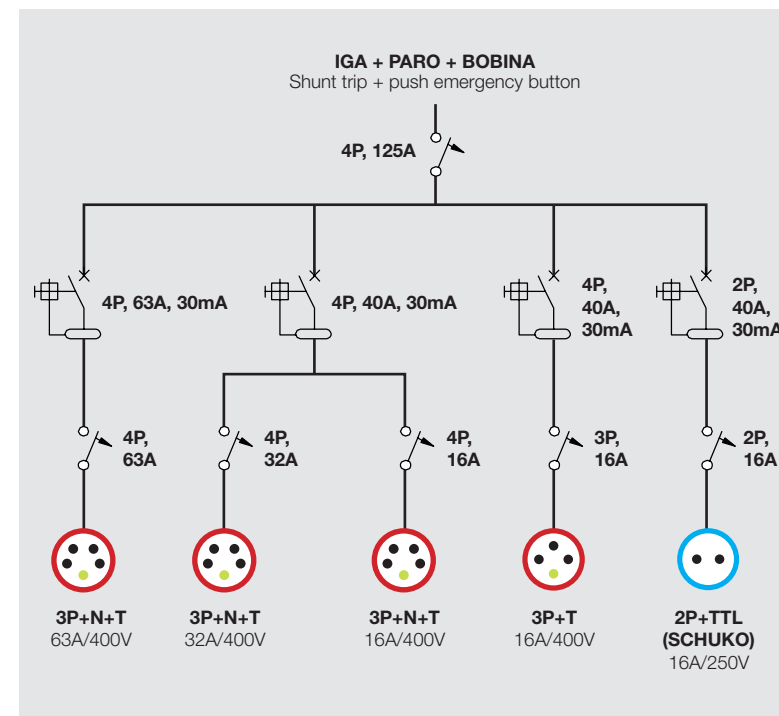 IGA + PARO + BOBINA
Shunt trip + push emergency button
4P, 125A
4P, 63A, 30mA
4P, 40A, 30mA
4P,
40A,
30mA
2P,
40A,
30mA
4P,
63A
4P,
32A
4P,
16A
3P,
16A
2P,
16A
3P+N+T
63A/400V
3P+N+T
32A/400V
3P+N+T
16A/400V
3P+T
16A/400V
2P+TTL
(SCHUKO)
16A/250V